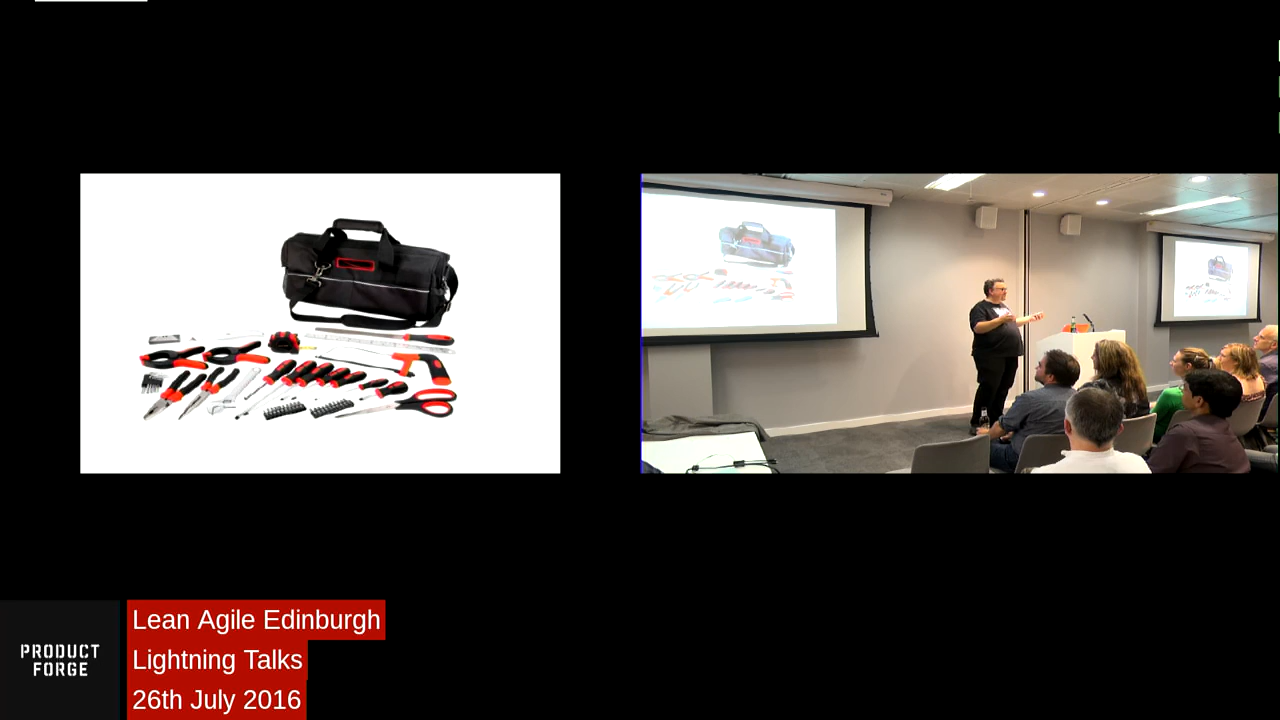 PRODUCT
FORGE
Lean Agile Edinburgh
Lightning Talks
26th July 2016